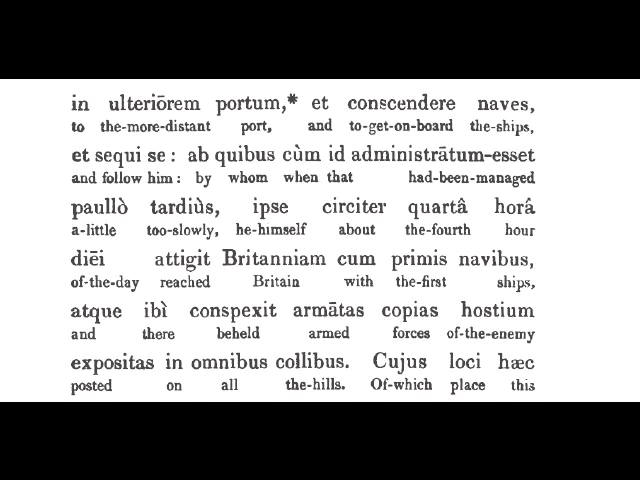 in ulteriōrem portum,* et conscendere naves,
to the-more-distant port, and to-get-on-board the-ships,
et sequi se : ab quibus cùm id administrātum-esset
and follow him : by whom when that had-been-managed
paullò tardiùs, ipse circiter quartâ horâ
a-little too-slowly, he-himself about the-fourth hour
diēi attigit Britanniam cum primis navibus,
of-the-day reached Britain with the-first ships,
atque ibì conspexit armātas copias hostium
and there beheld armed forces of-the-enemy
expositas in omnibus collibus. Cujus loci hæc
posted on all the-hills. Of-which place this